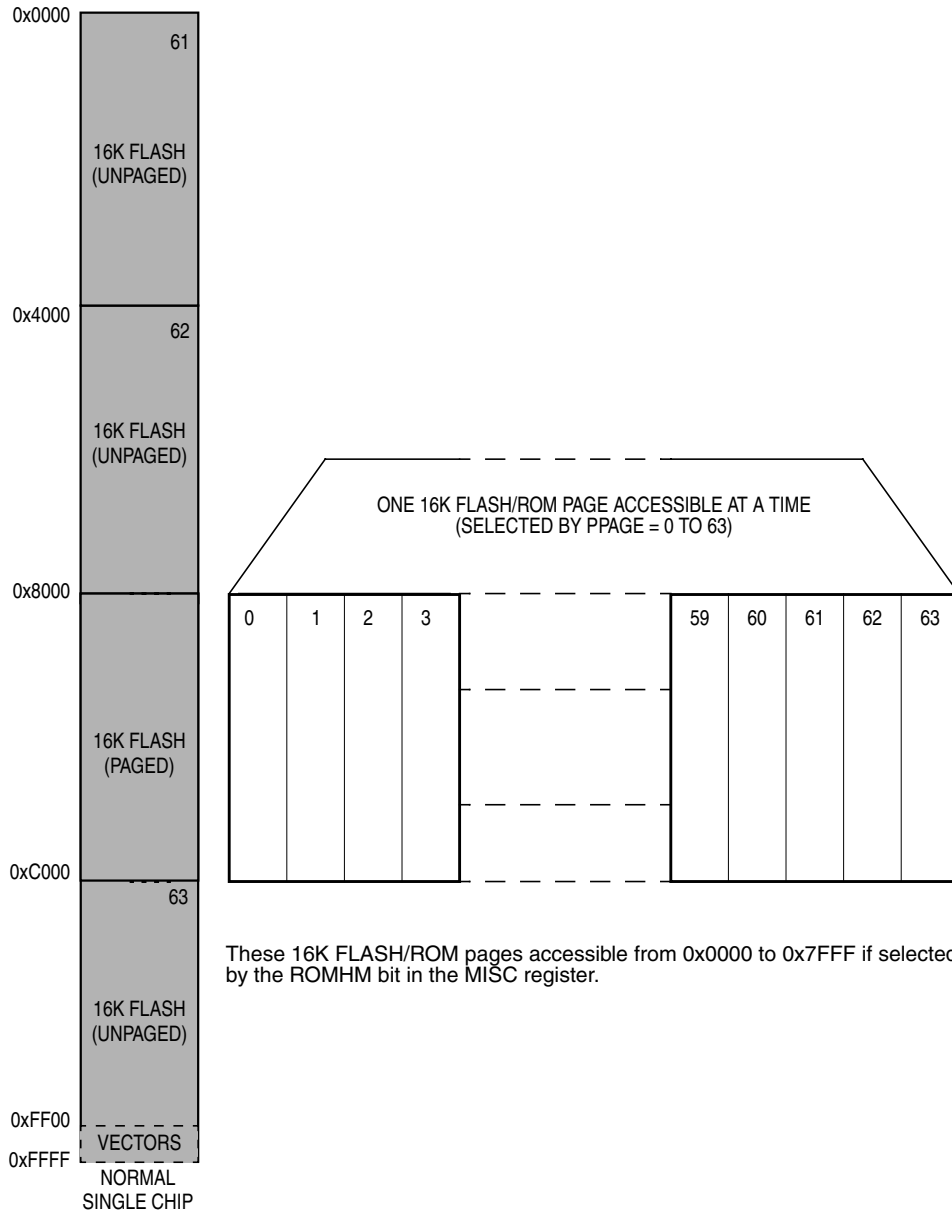 0x0000
61
16K FLASH
(UNPAGED)
0x4000
62
16K FLASH
(UNPAGED)
ONE 16K FLASH/ROM PAGE ACCESSIBLE AT A TIME
(SELECTED BY PPAGE = 0 TO 63)
0x8000
0 1 2 3 59 60 61 62 63
16K FLASH
(PAGED)
0xC000
63
These 16K FLASH/ROM pages accessible from 0x0000 to 0x7FFF if selected
by the ROMHM bit in the MISC register.
16K FLASH
(UNPAGED)
0xFF00
VECTORS
0xFFFF
NORMAL
SINGLE CHIP